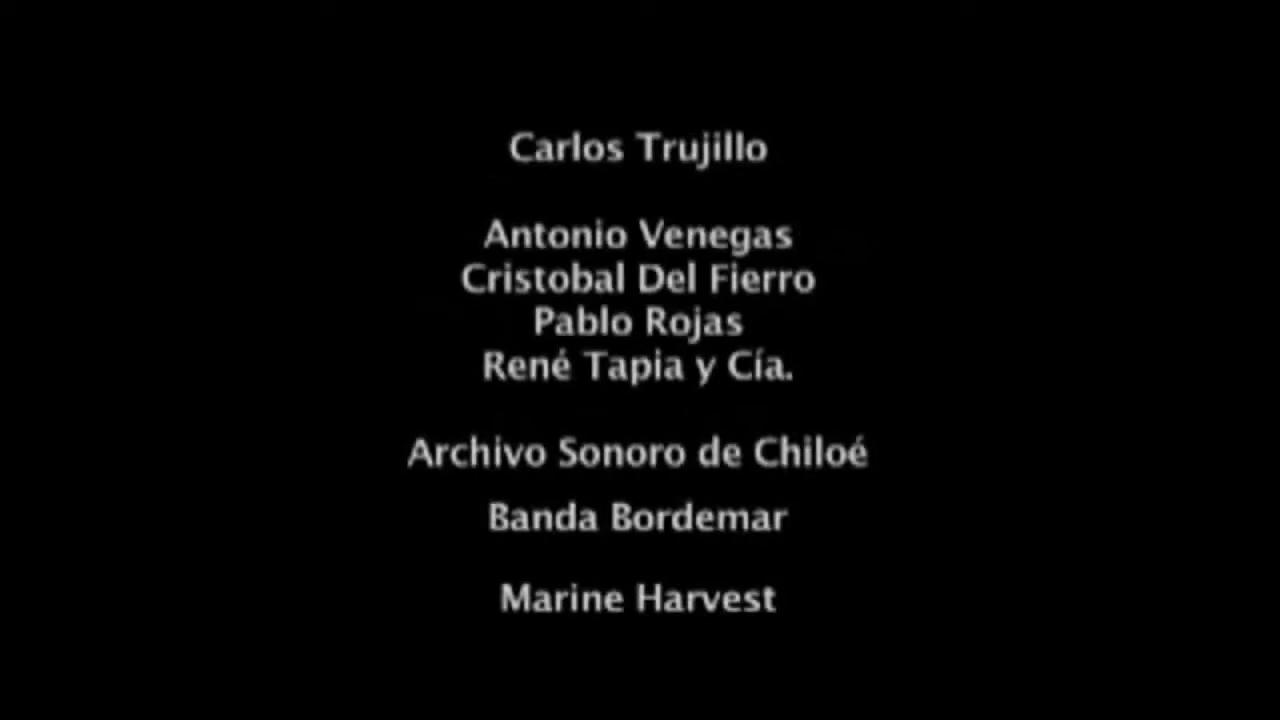 Carlos Trujillo
Antonio Venegas
Cristobal Del Fierro
Pablo Rojas
René Tapia y Cía.
Archivo Sonoro de Chiloé
Banda Bordemar
Marine Harvest